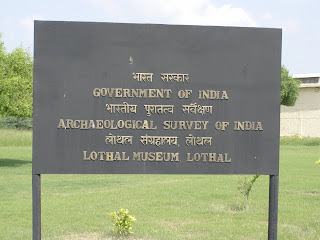 भारत सरकार
GOVERNMENT OF INDIA
भारतीय पुरातत्व सर्वेक्षण
ARCHAEOLOGICAL SURVEY OF INDIA
लोथल संग्रहालय, लोथल
LOTHAL MUSEUM LOTHAL